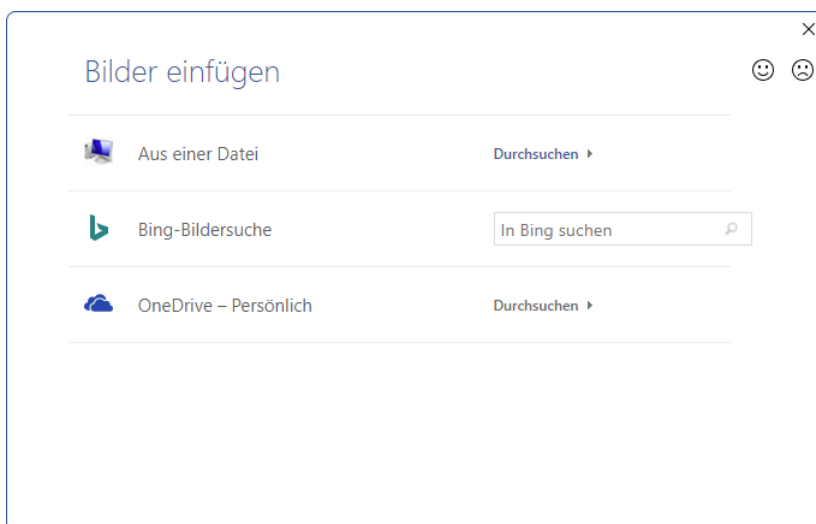 Bilder einfügen
Aus einer Datei Durchsuchen
Bing-Bildersuche In Bing suchen
OneDrive – Persönlich Durchsuchen